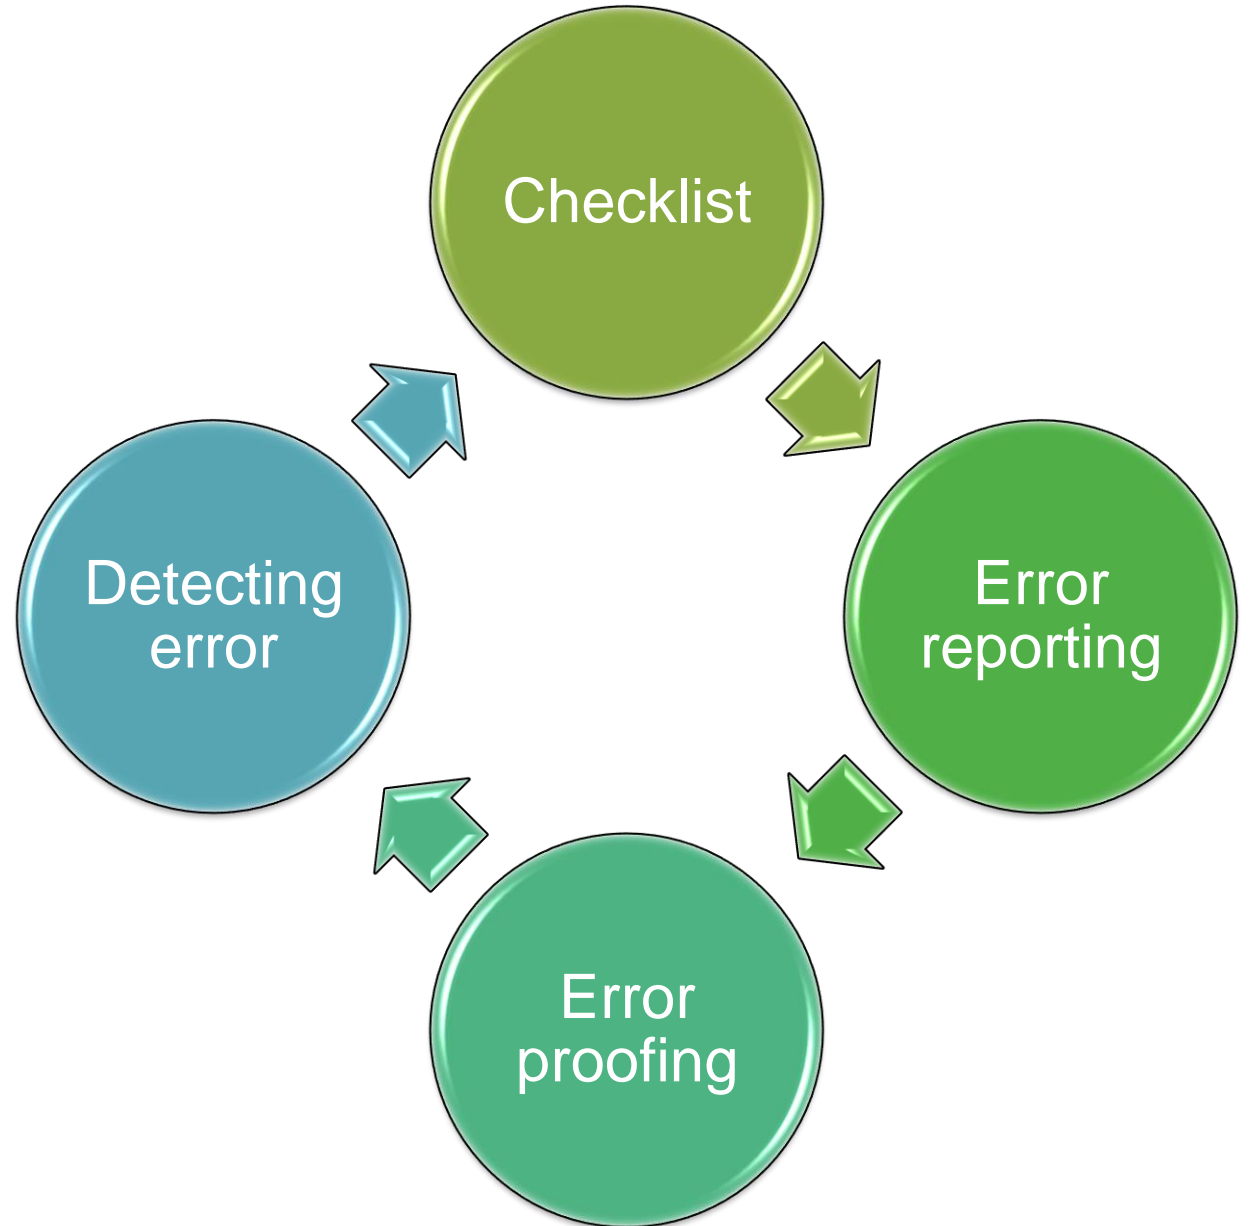 Checklist
Error
reporting
Error
proofing
Detecting
error